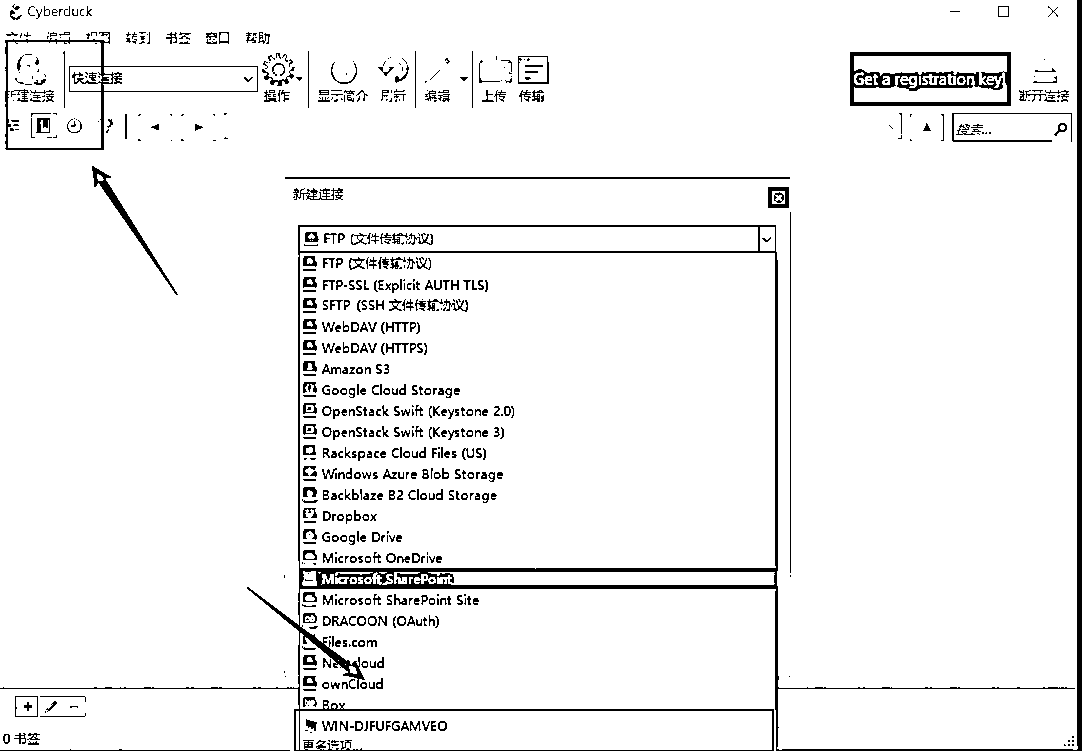 Cyberduck
文件 编辑 视图 转到 书签 窗口 帮助
新建连接
快速连接
操作
显示简介
刷新
编辑
上传
传输
Get a registration key!
断开连接
搜索...
新建连接
FTP (文件传输协议)
FTP (文件传输协议)
FTP-SSL (Explicit AUTH TLS)
SFTP (SSH 文件传输协议)
WebDAV (HTTP)
WebDAV (HTTPS)
Amazon S3
Google Cloud Storage
OpenStack Swift (Keystone 2.0)
OpenStack Swift (Keystone 3)
Rackspace Cloud Files (US)
Windows Azure Blob Storage
Backblaze B2 Cloud Storage
Dropbox
Google Drive
Microsoft OneDrive
Microsoft SharePoint
Microsoft SharePoint Site
DRACOON (OAuth)
Files.com
Nextcloud
ownCloud
Box
WIN-DJFUFGAMVEO
更多选项...
0 书签